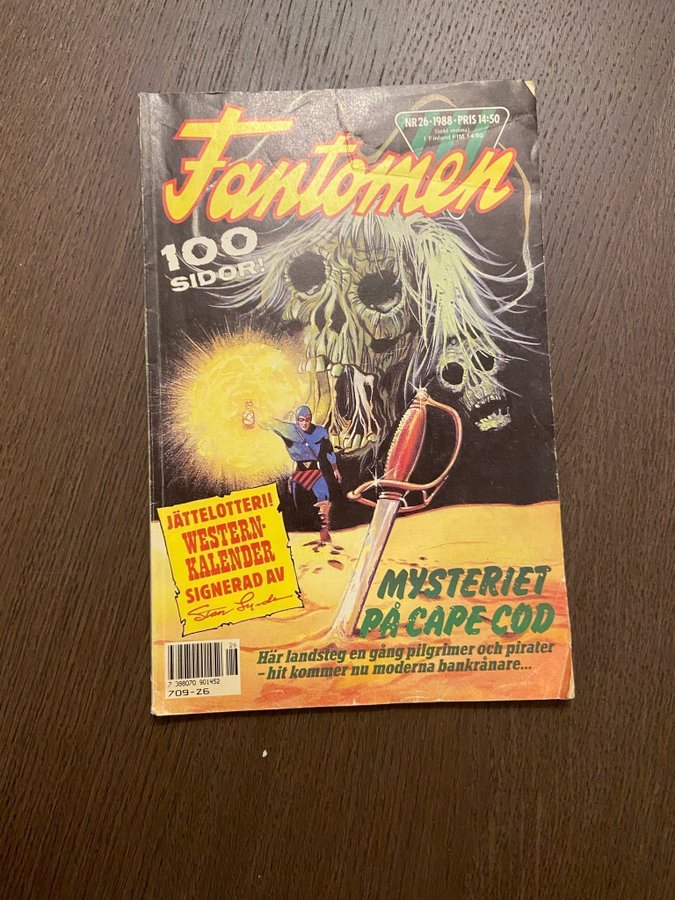 NR 26 • 1988 • PRIS 14:50
(inkl moms)
I Finland FIM 14:50
Fantomen
100
SIDOR!
JÄTTELOTTERI!
WESTERN-
KALENDER
SIGNERAD AV
MYSTERIET
PÅ CAPE COD
Här landsteg en gång pilgrimer och pirater
– hit kommer nu moderna bankrånare...
26
7 388070 901452
709-26